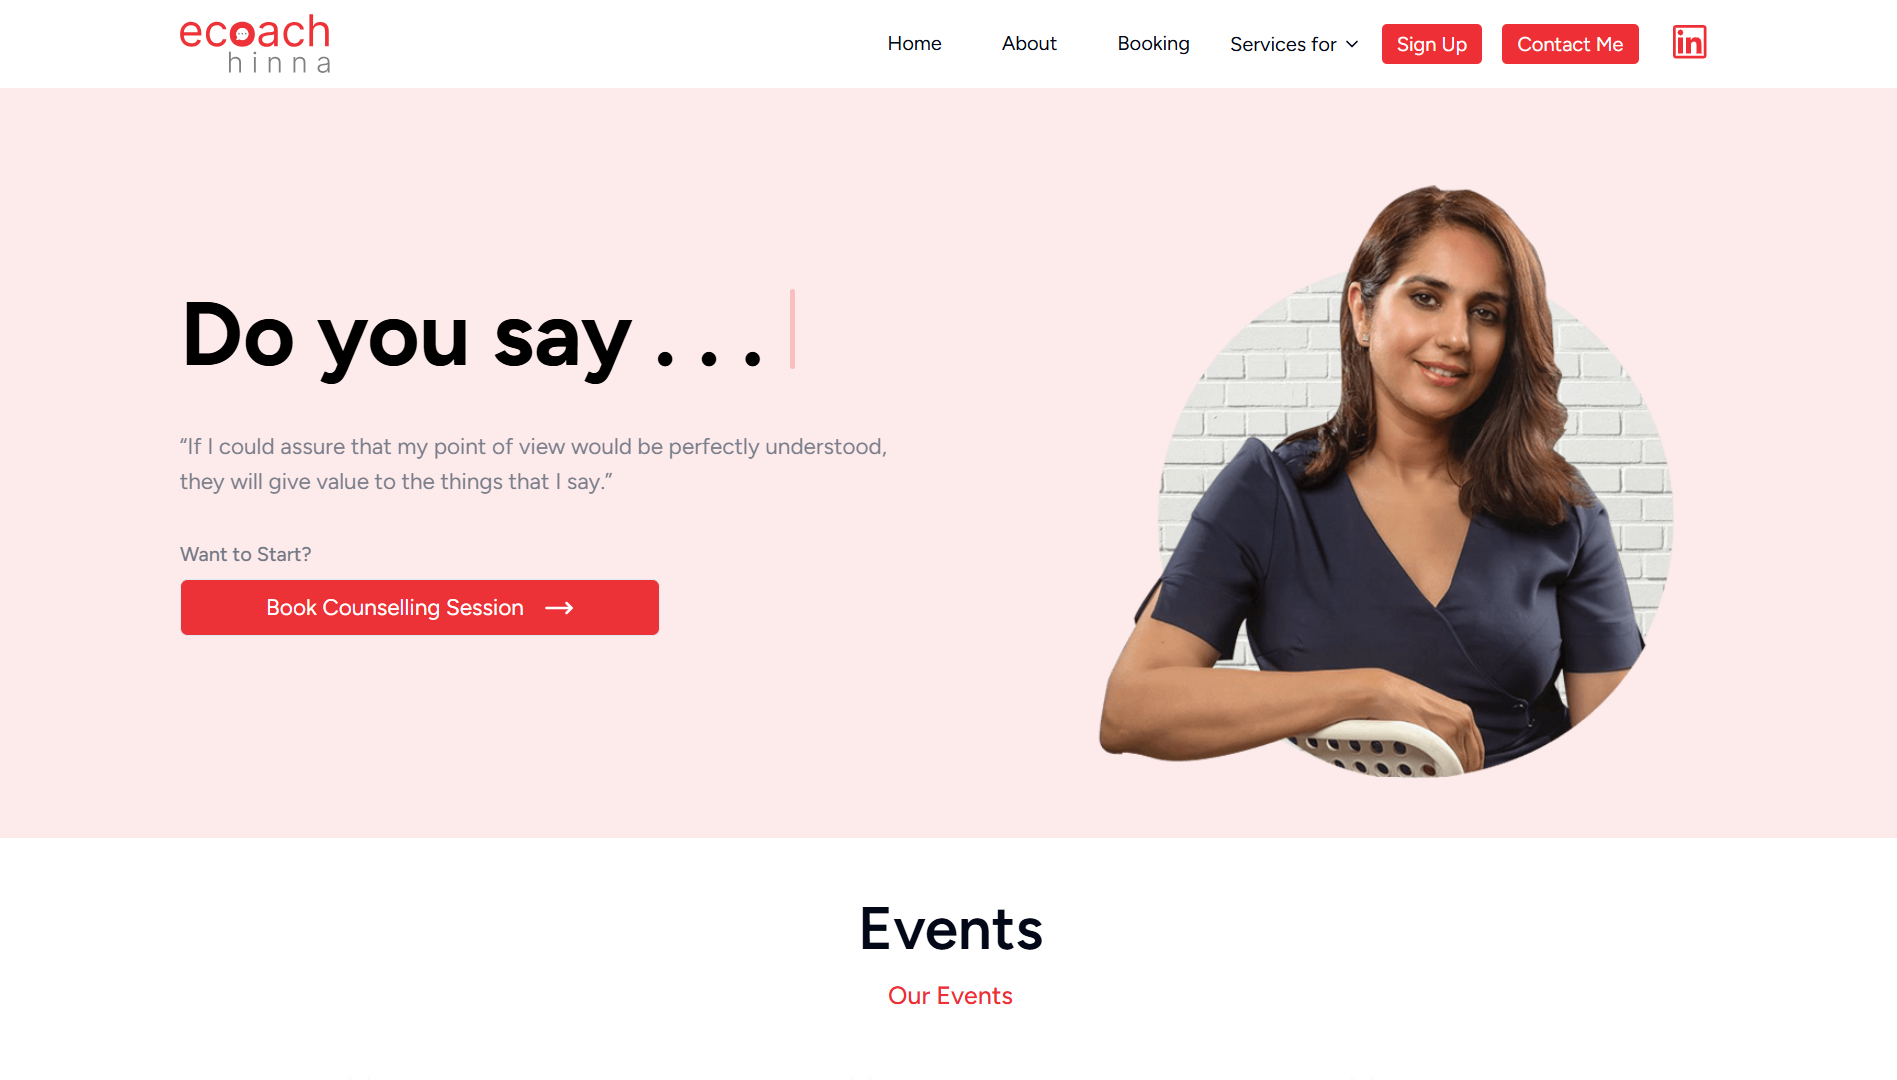 ecoach
hinna
Home
About
Booking
Services for
Sign Up
Contact Me
in
Do you say . . .
“If I could assure that my point of view would be perfectly understood,
they will give value to the things that I say.”
Want to Start?
Book Counselling Session
Events
Our Events